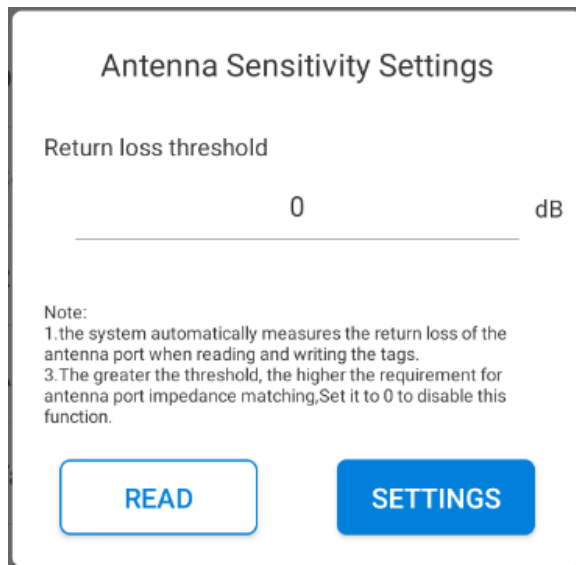 Antenna Sensitivity Settings
Return loss threshold
0 dB
Note:
1.the system automatically measures the return loss of the
antenna port when reading and writing the tags.
3.The greater the threshold, the higher the requirement for
antenna port impedance matching,Set it to 0 to disable this
function.
READ SETTINGS